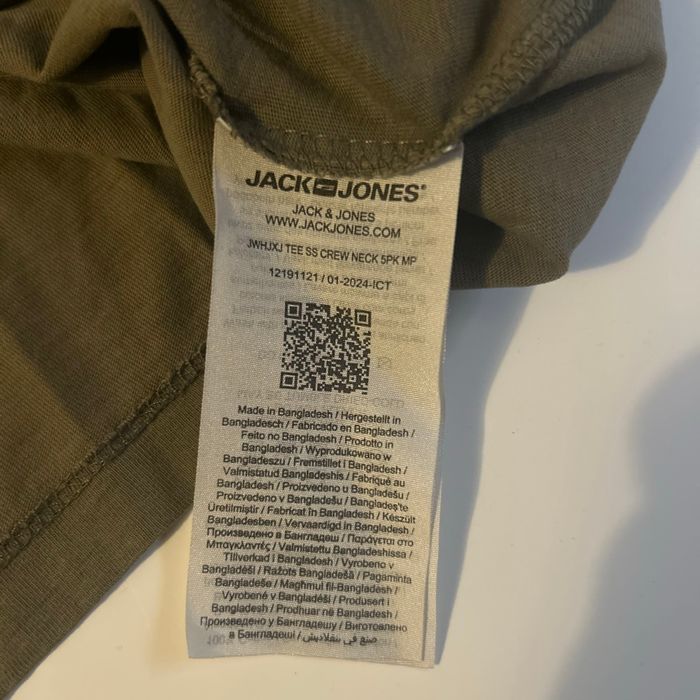 JACK JONES®
JACK & JONES
WWW.JACKJONES.COM
JWHJXJ TEE SS CREW NECK 5PK MP
12191121 / 01-2024-ICT
Made in Bangladesh / Hergestellt in
Bangladesch / Fabricado en Bangladesh /
Feito no Bangladesh / Prodotto in
Bangladesh / Wyprodukowano w
Bangladeszu / Fremstillet i Bangladesh /
Valmistatud Bangladeshis / Fabriqué au
Bangladesh / Proizvedeno u Bangladešu /
Proizvedeno v Bangladešu / Bangladeş'te
Üretilmiştir / Fabricat în Bangladesh / Készült
Bangladesben / Vervaardigd in Bangladesh /
Произведено в Бангладеш / Παράγεται στο
Μπαγκλαντές / Valmistettu Bangladeshissa /
Tillverkad i Bangladesh / Vyrobeno v
Bangladéši / Ražots Bangladešā / Pagaminta
Bangladeše / Magħmul fil-Bangladesh /
Vyrobené v Bangladéši / Produsert i
Bangladesh / Prodhuar në Bangladesh /
Произведено у Бангладешу / Виготовлено
в Бангладеші / صنع في بنغلاديش